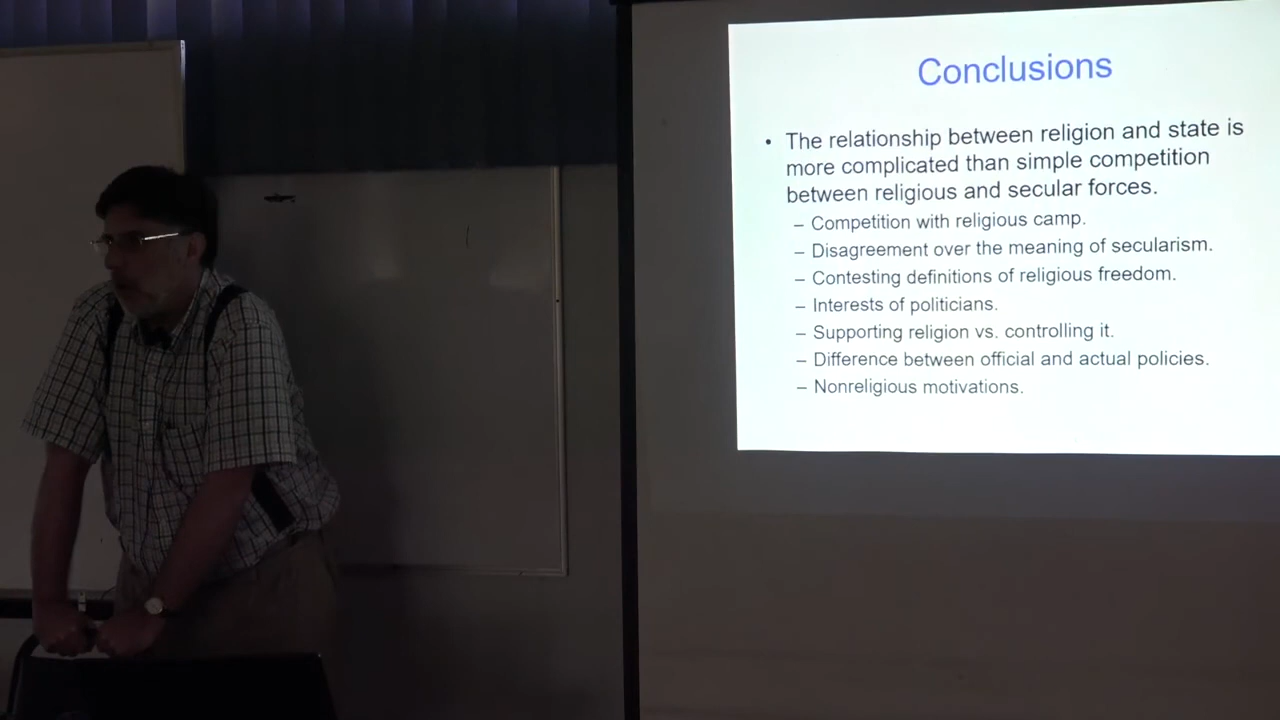 Conclusions
• The relationship between religion and state is
more complicated than simple competition
between religious and secular forces.
– Competition with religious camp.
– Disagreement over the meaning of secularism.
– Contesting definitions of religious freedom.
– Interests of politicians.
– Supporting religion vs. controlling it.
– Difference between official and actual policies.
– Nonreligious motivations.